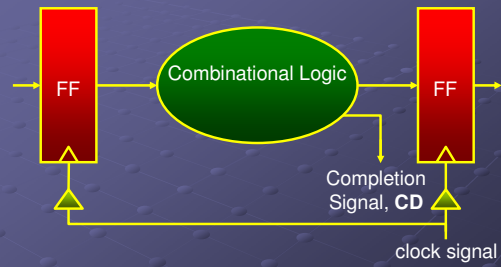 FF
Combinational Logic
FF
Completion
Signal, CD
clock signal